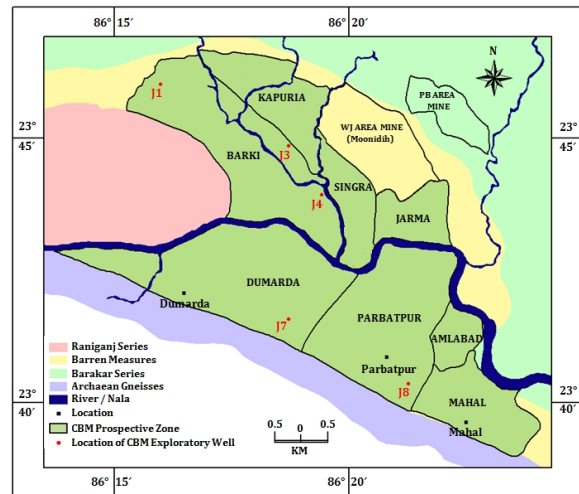 86° 15'
86° 20'
N
J1
KAPURIA
PB AREA
MINE
23°
45'
23°
45'
WJ AREA MINE
(Moonidih)
BARKI
J3
SINGRA
J4
JARMA
DUMARDA
Dumarda
PARBATPUR
J7
AMLABAD
Parbatpur
J8
MAHAL
Mahal
23°
40'
23°
40'
Raniganj Series
Barren Measures
Barakar Series
Archaean Gneisses
River / Nala
Location
CBM Prospective Zone
Location of CBM Exploratory Well
0.5 0 0.5
KM
86° 15'
86° 20'